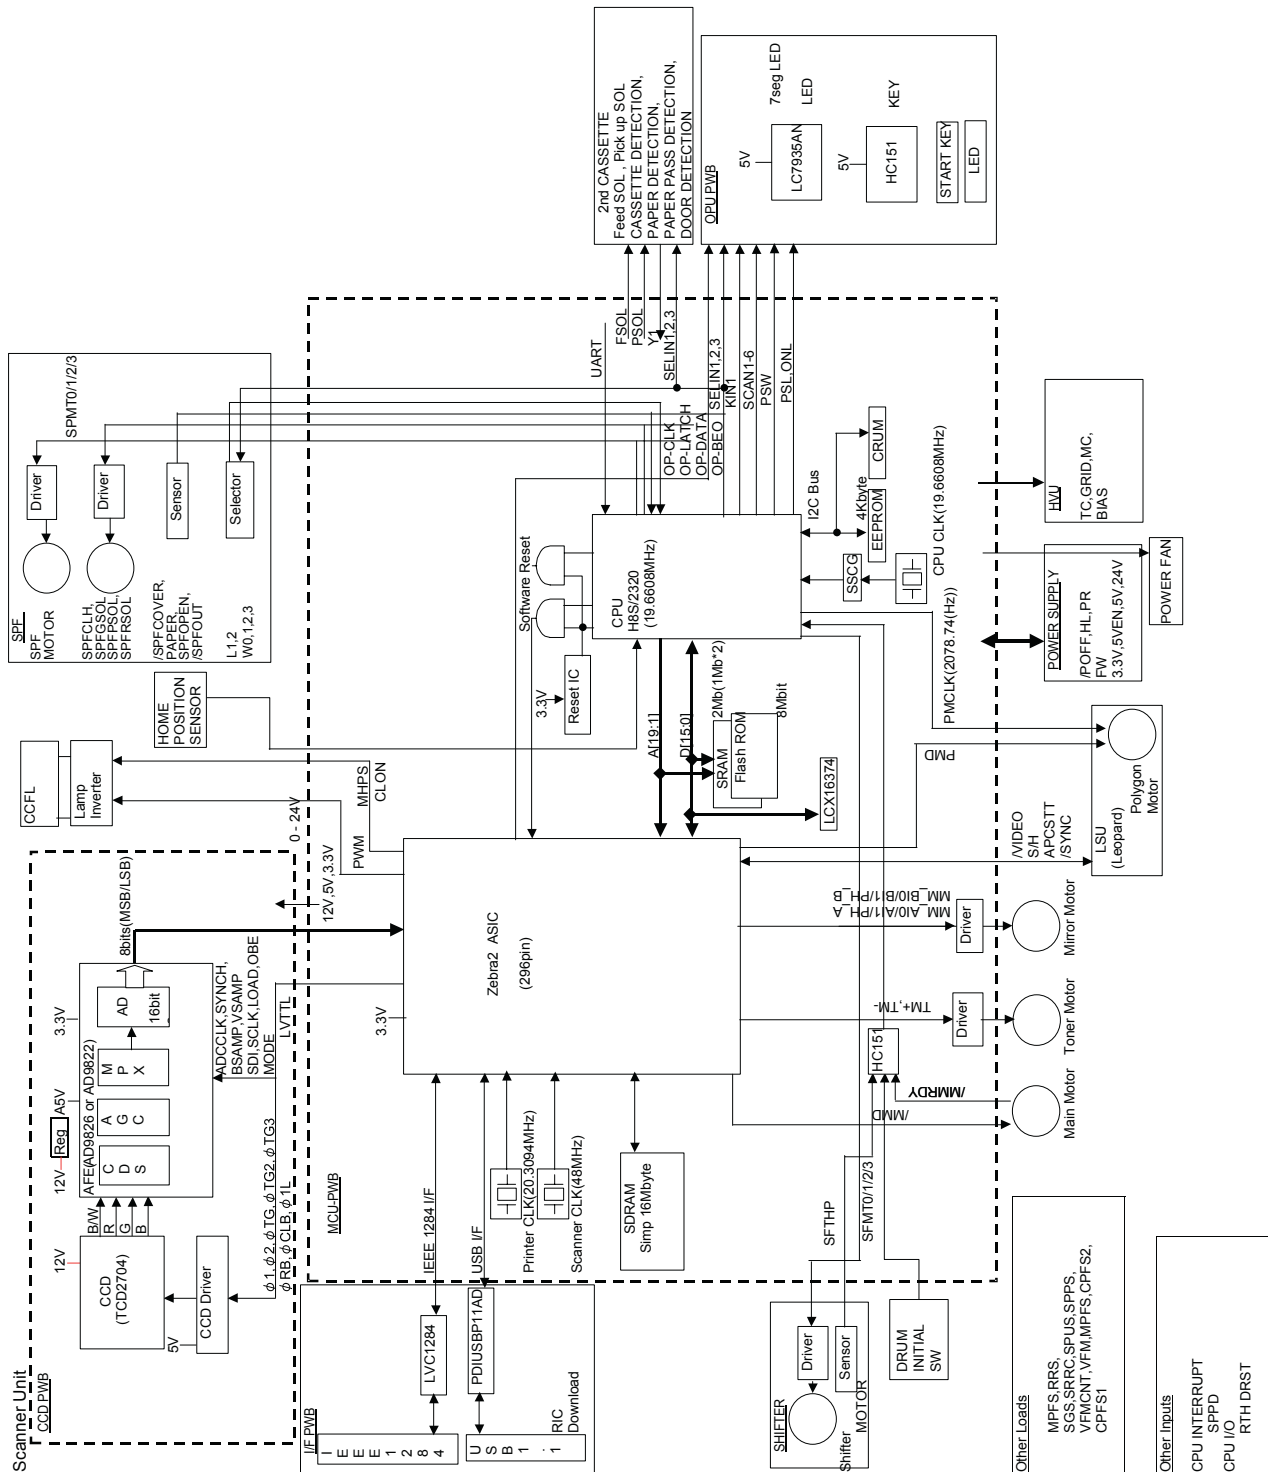 Scanner Unit
CCD PWB
12V
CCD
(TCD2704)
5V
CCD Driver
B/W
R
G
B
12V
Reg
A5V
3.3V
AFE(AD9826 or AD9822)
C
D
S
A
G
C
M
P
X
AD
16bit
8bits(MSB/LSB)
ADCCLK,SYNCH,
BSAMP,VSAMP
SDI,SCLK,LOAD,OBE
MODE
LVTTL
φ1,φ2,φTG,φTG2,φTG3
φRB,φCLB,φ1L
12V,5V,3.3V
0 - 24V
CCFL
Lamp
Inverter
PWM
MHPS
CLON
HOME
POSITION
SENSOR
SPF
SPF
MOTOR
Driver
SPMT0/1/2/3
SPFCLH,
SPFGSOL
SPFPSOL,
SPFRSOL
Driver
/SPFCOVER,
PAPER,
SPFOPEN,
/SPFOUT
Sensor
L1,2
W0,1,2,3
Selector
I/F PWB
I
E
E
E
1
2
8
4
LVC1284
U
S
B
1
.
1
PDIUSBP11AD
RIC
Download
MCU-PWB
IEEE 1284 I/F
USB I/F
Printer CLK(20.3094MHz)
Scanner CLK(48MHz)
SDRAM
Simp 16Mbyte
3.3V
Zebra2 ASIC
(296pin)
Software Reset
3.3V
Reset IC
CPU
H8S/2320
(19.6608MHz)
A[19:1]
D[15:0]
SRAM
2Mb(1Mb*2)
Flash ROM
8Mbit
LCX16374
UART
FSOL
PSOL
Y1
SELIN1,2,3
OP-CLK
OP-LATCH
OP-DATA
OP-BEO
SELIN1,2,3
KIN1
SCAN1-6
PSW
PSL,ONL
I2C Bus
4Kbyte
EEPROM
CRUM
SSCG
CPU CLK(19.6608MHz)
2nd CASSETTE
Feed SOL , Pick up SOL
CASSETTE DETECTION,
PAPER DETECTION,
PAPER PASS DETECTION,
DOOR DETECTION
OPU PWB
5V
LC7935AN
7seg LED
LED
5V
HC151
KEY
START KEY
LED
HVU
TC,GRID,MC,
BIAS
POWER SUPPLY
/POFF,HL,PR
FW
3.3V,5VEN,5V,24V
POWER FAN
PMCLK(2078.74(Hz))
PMD
/VIDEO
S/H
APCSTT
/SYNC
LSU
(Leopard)
Polygon
Motor
MM_AI0/AI1/PH_A
MM_BI0/BI1/PH_B
Driver
Mirror Motor
TM+,TM-
Driver
Toner Motor
HC151
/MMRDY
/MMD
Main Motor
SFTHP
SFMT0/1/2/3
SHIFTER
Shifter
MOTOR
Driver
Sensor
DRUM
INITIAL
SW
Other Loads
MPFS,RRS,
SGS,SRRC,SPUS,SPPS,
VFMCNT,VFM,MPFS,CPFS2,
CPFS1
Other Inputs
CPU INTERRUPT
SPPD
CPU I/O
RTH DRST